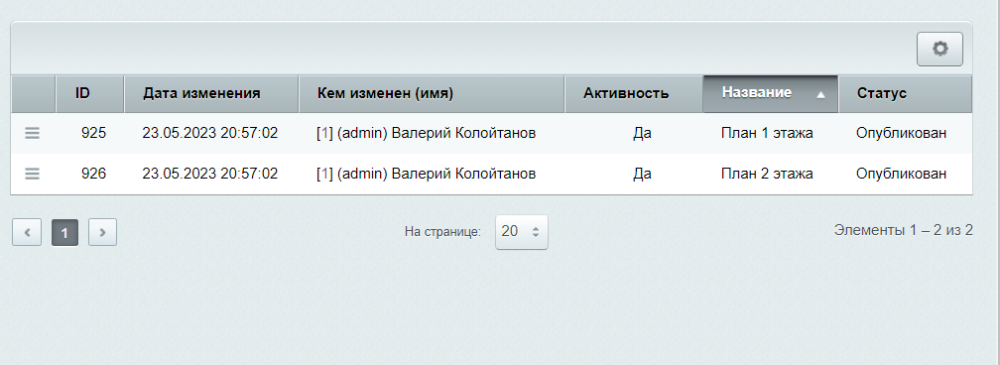 ID Дата изменения Кем изменен (имя) Активность Название Статус
925 23.05.2023 20:57:02 [1] (admin) Валерий Колойтанов Да План 1 этажа Опубликован
926 23.05.2023 20:57:02 [1] (admin) Валерий Колойтанов Да План 2 этажа Опубликован
1 На странице: 20 Элементы 1 – 2 из 2